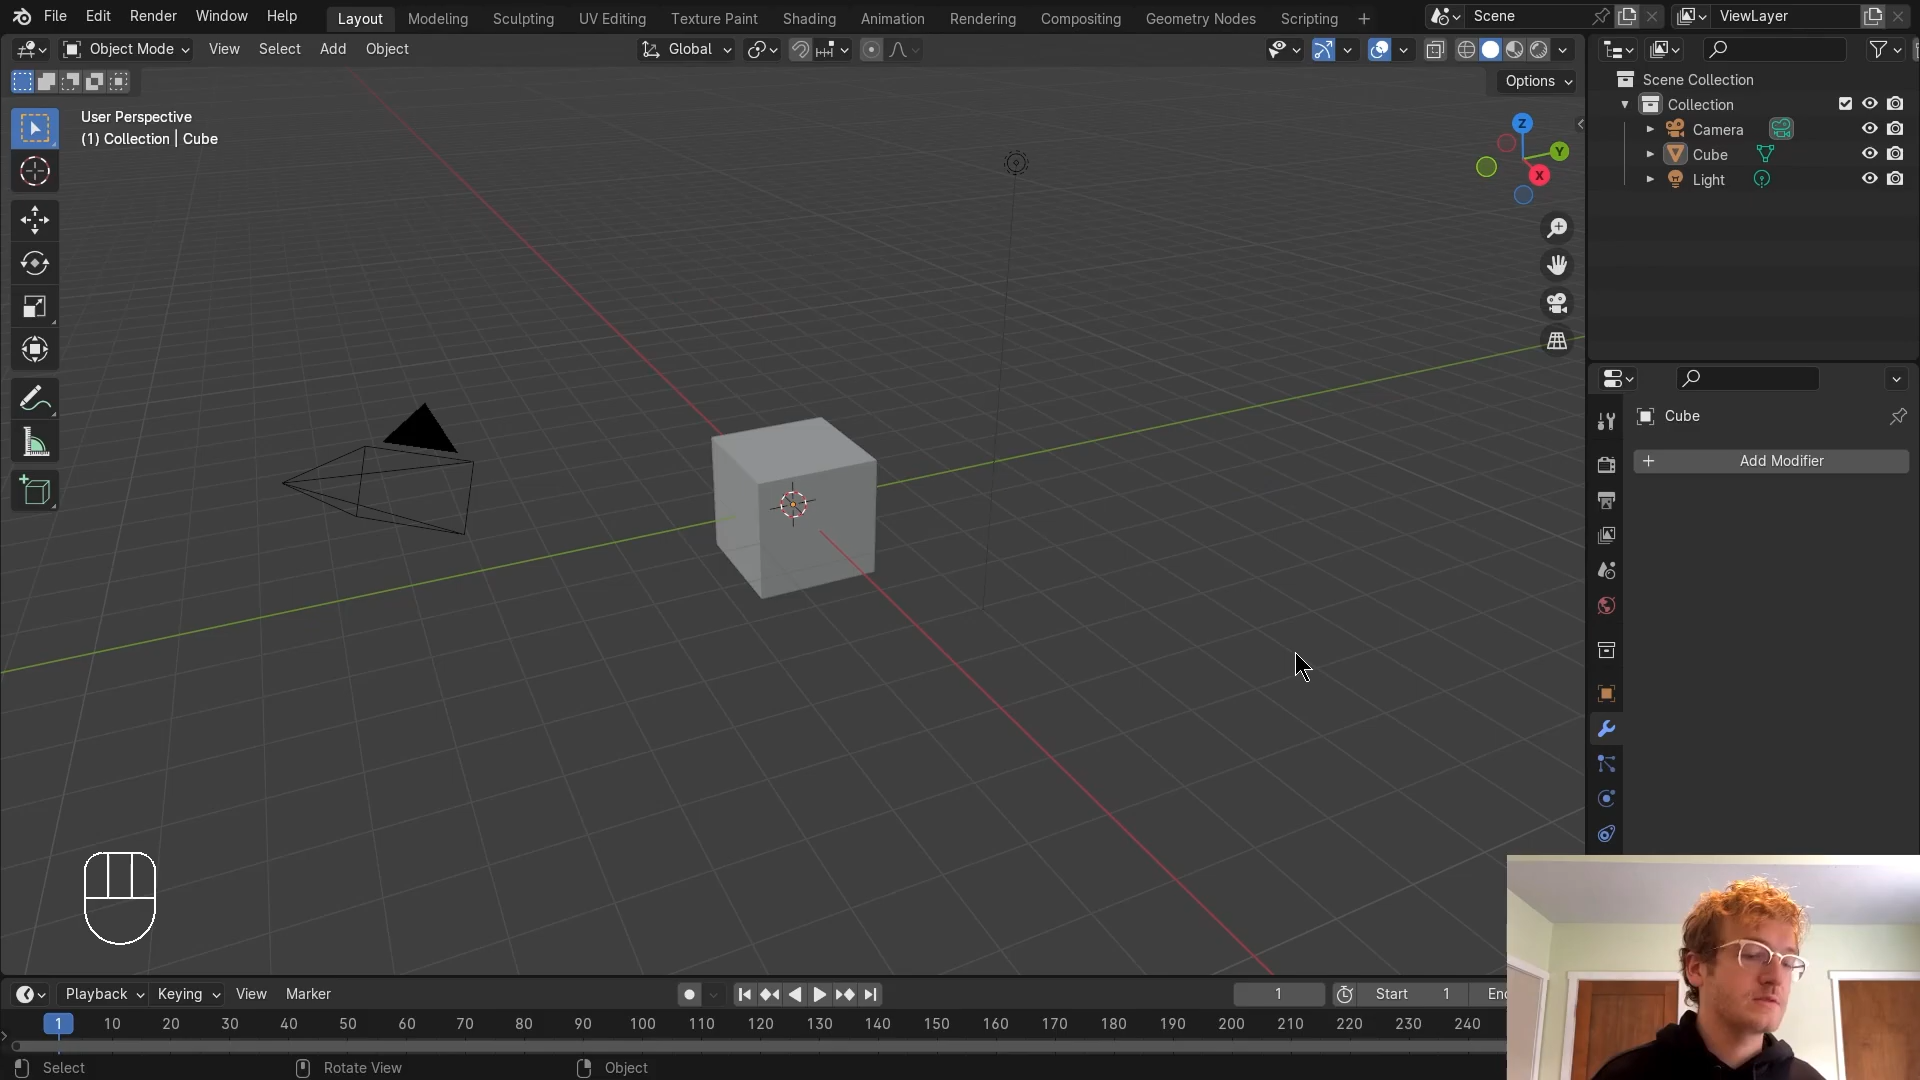 File Edit Render Window Help Layout Modeling Sculpting UV Editing Texture Paint Shading Animation Rendering Compositing Geometry Nodes Scripting Scene ViewLayer
Object Mode View Select Add Object Global
Options
User Perspective
(1) Collection | Cube
Z
Y
X
Scene Collection
Collection
Camera
Cube
Light
Cube
Add Modifier
Playback Keying View Marker 1 Start 1
1 10 20 30 40 50 60 70 80 90 100 110 120 130 140 150 160 170 180 190 200 210 220 230 240
Select Rotate View Object